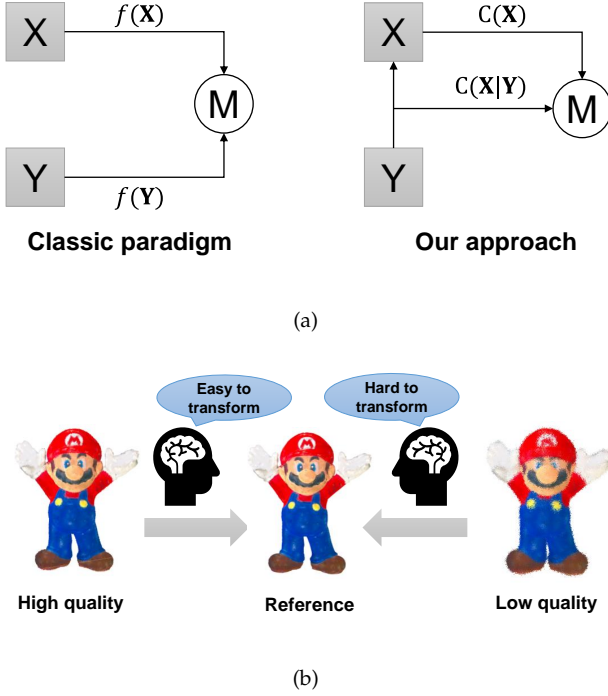 X
f(X)
M
Y
f(Y)
Classic paradigm
X
C(X)
C(X|Y)
M
Y
Our approach
(a)
Easy to
transform
Hard to
transform
M
M
M
High quality
Reference
Low quality
(b)